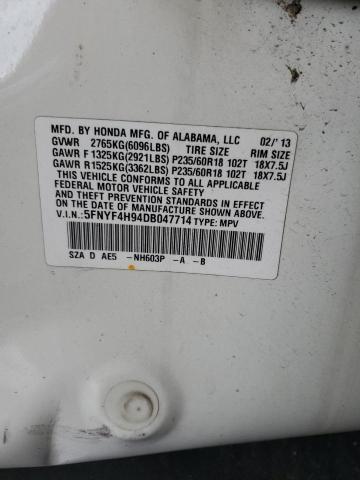 MFD. BY HONDA MFG. OF ALABAMA, LLC 02/' 13
GVWR 2765KG(6096LBS) TIRE SIZE RIM SIZE
GAWR F 1325KG(2921LBS) P235/60R18 102T 18X7.5J
GAWR R 1525KG(3362LBS) P235/60R18 102T 18X7.5J
THIS VEHICLE CONFORMS TO ALL APPLICABLE
FEDERAL MOTOR VEHICLE SAFETY AND
THEFT PREVENTION STANDARDS IN EFFECT ON
THE DATE OF MANUFACTURE SHOWN ABOVE.
V.I.N.: 5FNYF4H94DB047714 TYPE: MPV
SZA D AE5 -NH603P -A -B